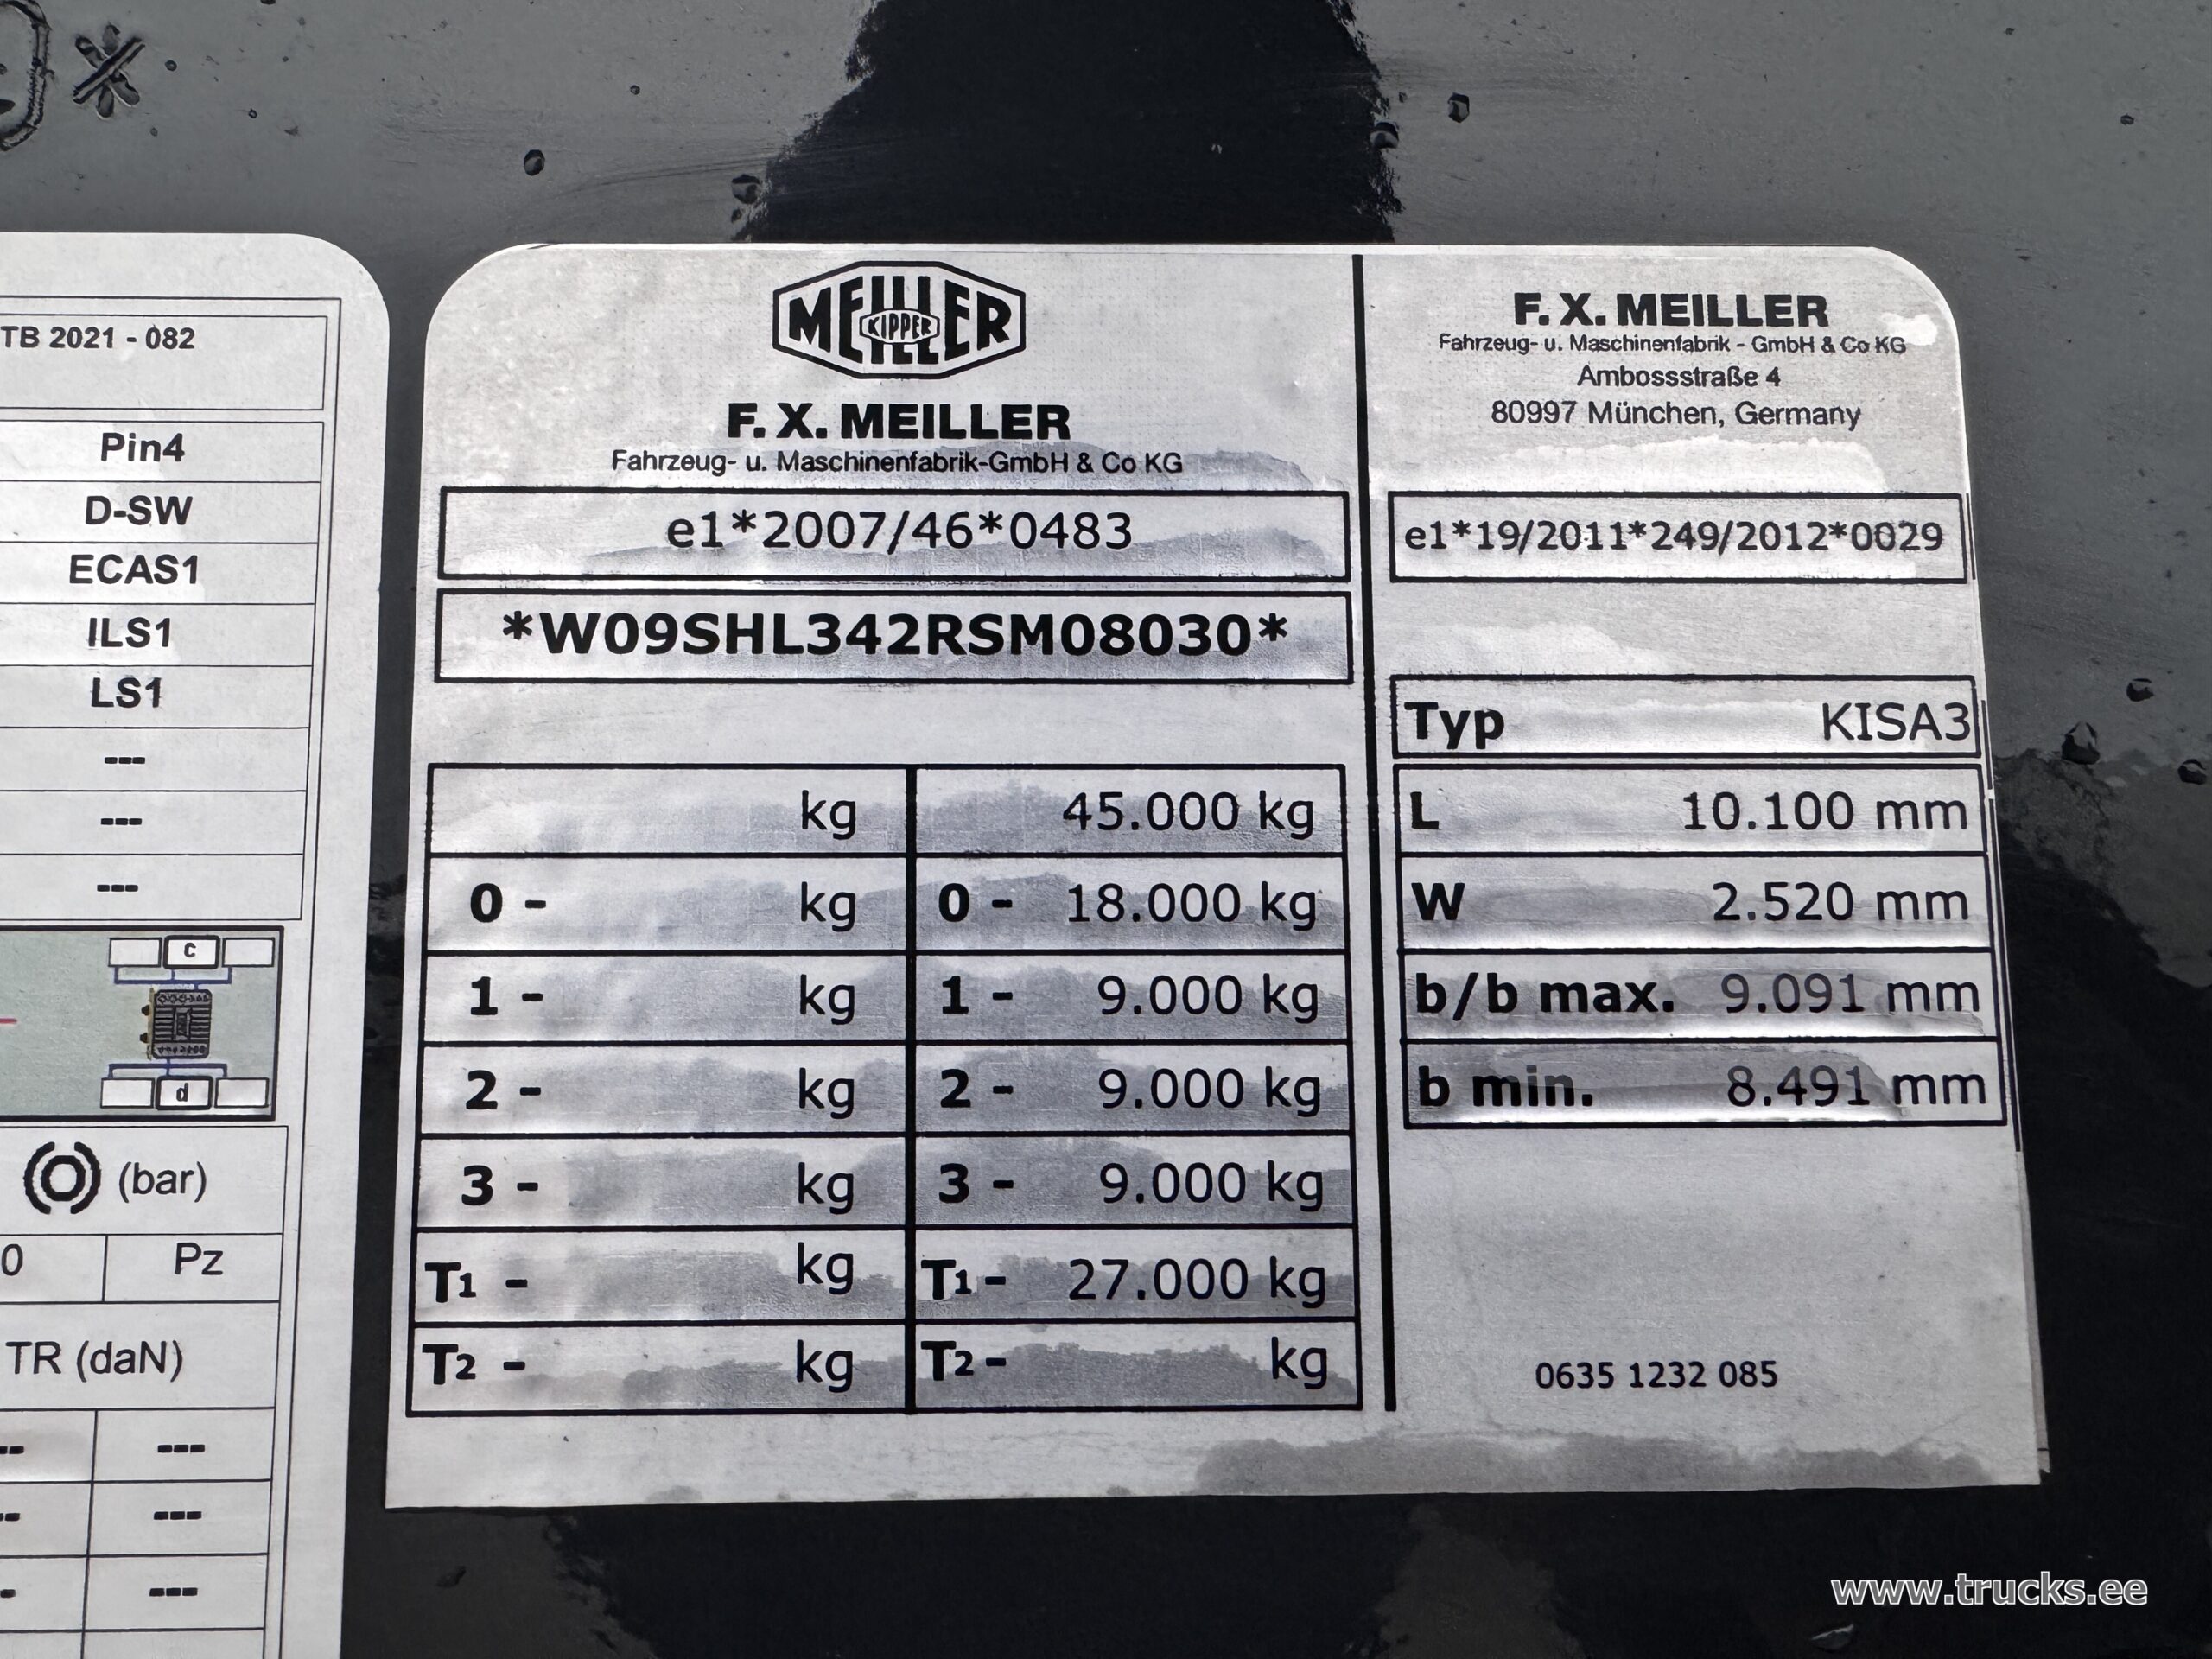 *
TB 2021 - 082
Pin4
D-SW
ECAS1
ILS1
LS1
---
---
---
c
d
(bar)
0 Pz
TR (daN)
---
---
---
MEILLER
KIPPER
F. X. MEILLER
Fahrzeug- u. Maschinenfabrik-GmbH & Co KG
e1*2007/46*0483
*W09SHL342RSM08030*
kg 45.000 kg
0 - kg 0 - 18.000 kg
1 - kg 1 - 9.000 kg
2 - kg 2 - 9.000 kg
3 - kg 3 - 9.000 kg
T1 - kg T1 - 27.000 kg
T2 - kg T2 - kg
F. X. MEILLER
Fahrzeug- u. Maschinenfabrik - GmbH & Co KG
Ambossstraße 4
80997 München, Germany
e1*19/2011*249/2012*0029
Typ KISA3
L 10.100 mm
W 2.520 mm
b/b max. 9.091 mm
b min. 8.491 mm
0635 1232 085
www.trucks.ee